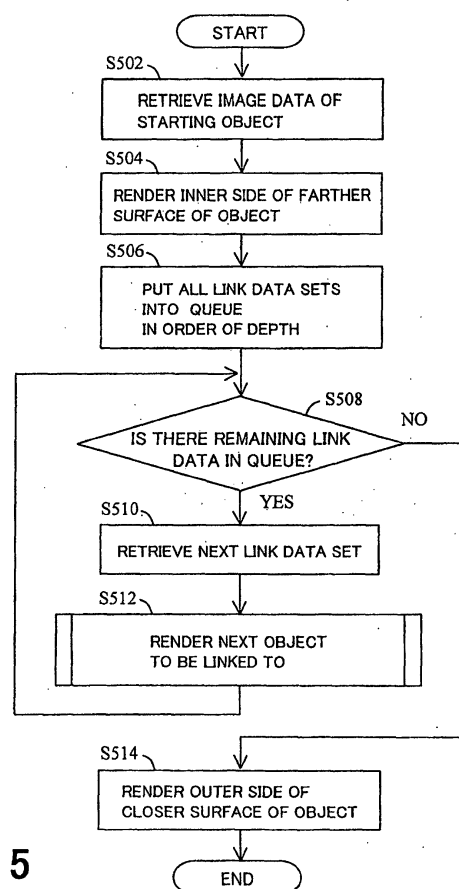 START
S502
RETRIEVE IMAGE DATA OF
STARTING OBJECT
S504
RENDER INNER SIDE OF FARTHER
SURFACE OF OBJECT
S506
PUT ALL LINK DATA SETS
INTO QUEUE
IN ORDER OF DEPTH
S508
NO
IS THERE REMAINING LINK
DATA IN QUEUE?
YES
S510
RETRIEVE NEXT LINK DATA SET
S512
RENDER NEXT OBJECT
TO BE LINKED TO
S514
RENDER OUTER SIDE OF
CLOSER SURFACE OF OBJECT
5
END